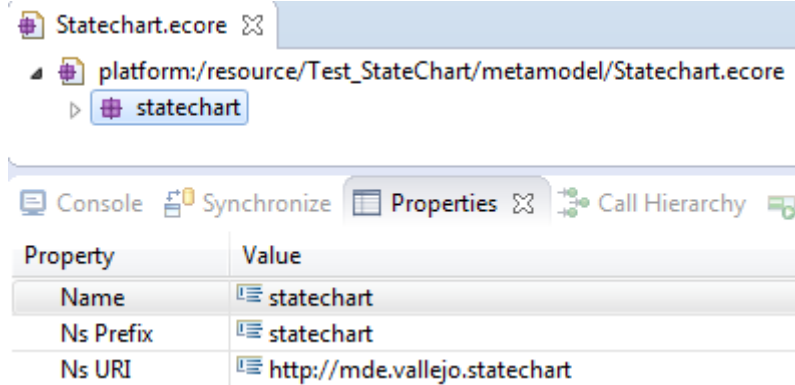 Statechart.ecore
platform:/resource/Test_StateChart/metamodel/Statechart.ecore
statechart
Console Synchronize Properties Call Hierarchy
Property Value
Name statechart
Ns Prefix statechart
Ns URI http://mde.vallejo.statechart